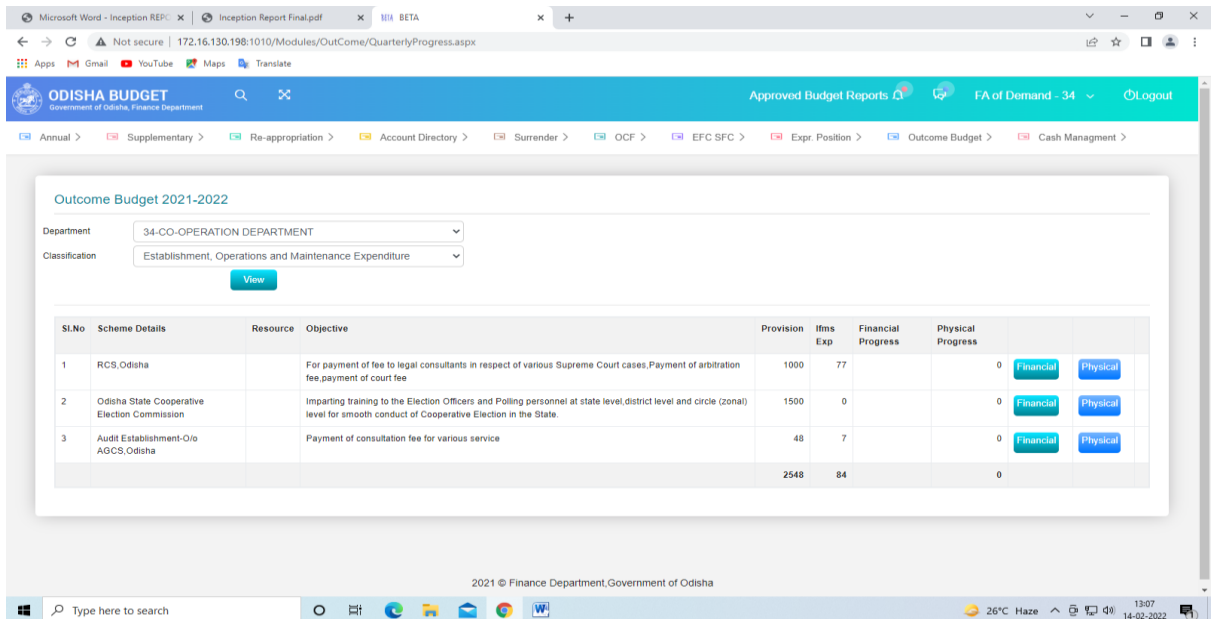 Microsoft Word - Inception REPC
Inception Report Final.pdf
BETA BETA
Not secure | 172.16.130.198:1010/Modules/OutCome/QuarterlyProgress.aspx
Apps Gmail YouTube Maps Translate
ODISHA BUDGET
Government of Odisha, Finance Department
Approved Budget Reports FA of Demand - 34 Logout
Annual > Supplementary > Re-appropriation > Account Directory > Surrender > OCF > EFC SFC > Expr. Position > Outcome Budget > Cash Managment >
Outcome Budget 2021-2022
Department 34-CO-OPERATION DEPARTMENT
Classification Establishment, Operations and Maintenance Expenditure
View
Sl.No Scheme Details Resource Objective Provision Ifms Financial Physical
Exp Progress Progress
1 RCS,Odisha For payment of fee to legal consultants in respect of various Supreme Court cases,Payment of arbitration 1000 77 0 Financial Physical
fee,payment of court fee
2 Odisha State Cooperative Imparting training to the Election Officers and Polling personnel at state level,district level and circle (zonal) 1500 0 0 Financial Physical
Election Commission level for smooth conduct of Cooperative Election in the State.
3 Audit Establishment-O/o Payment of consultation fee for various service 48 7 0 Financial Physical
AGCS,Odisha
2548 84 0
2021 © Finance Department,Government of Odisha
Type here to search 26°C Haze 13:07
14-02-2022